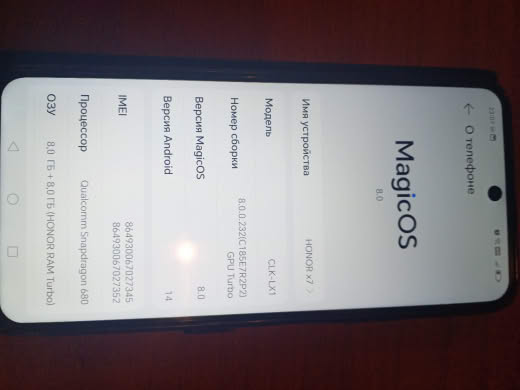 23:07
← О телефоне
MagicOS
8.0
Имя устройства HONOR X7 >
Модель CLK-LX1
Номер сборки 8.0.0.232(C185E7R2P2)
GPU Turbo
Версия MagicOS 8.0
Версия Android 14
IMEI 864930067027345
864930067027352
Процессор Qualcomm Snapdragon 680
ОЗУ 8,0 ГБ + 8,0 ГБ (HONOR RAM Turbo)